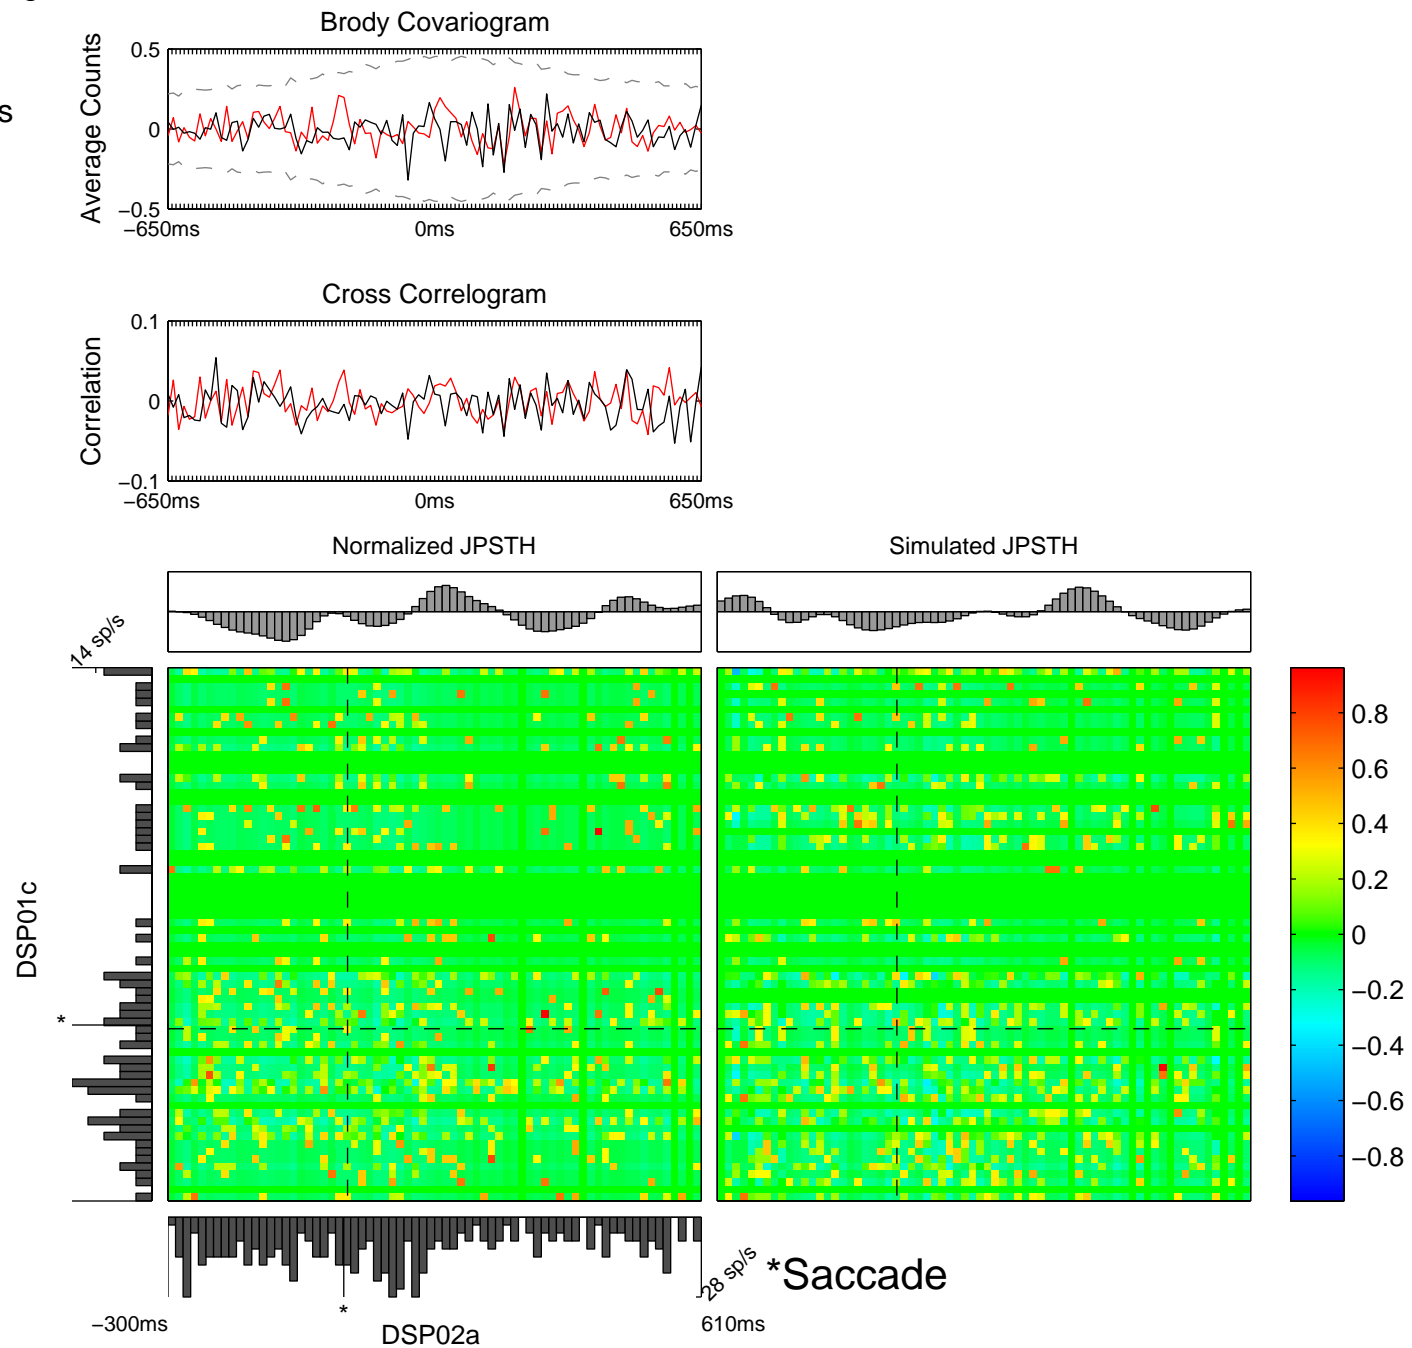 g
Brody Covariogram
s
Average Counts
0.5
0
−0.5
−650ms
0ms
650ms
Cross Correlogram
Correlation
0.1
0
−0.1
−650ms
0ms
650ms
Normalized JPSTH
Simulated JPSTH
14 sp/s
DSP01c
*
0.8
0.6
0.4
0.2
0
−0.2
−0.4
−0.6
−0.8
28 sp/s
*Saccade
*
−300ms
DSP02a
610ms